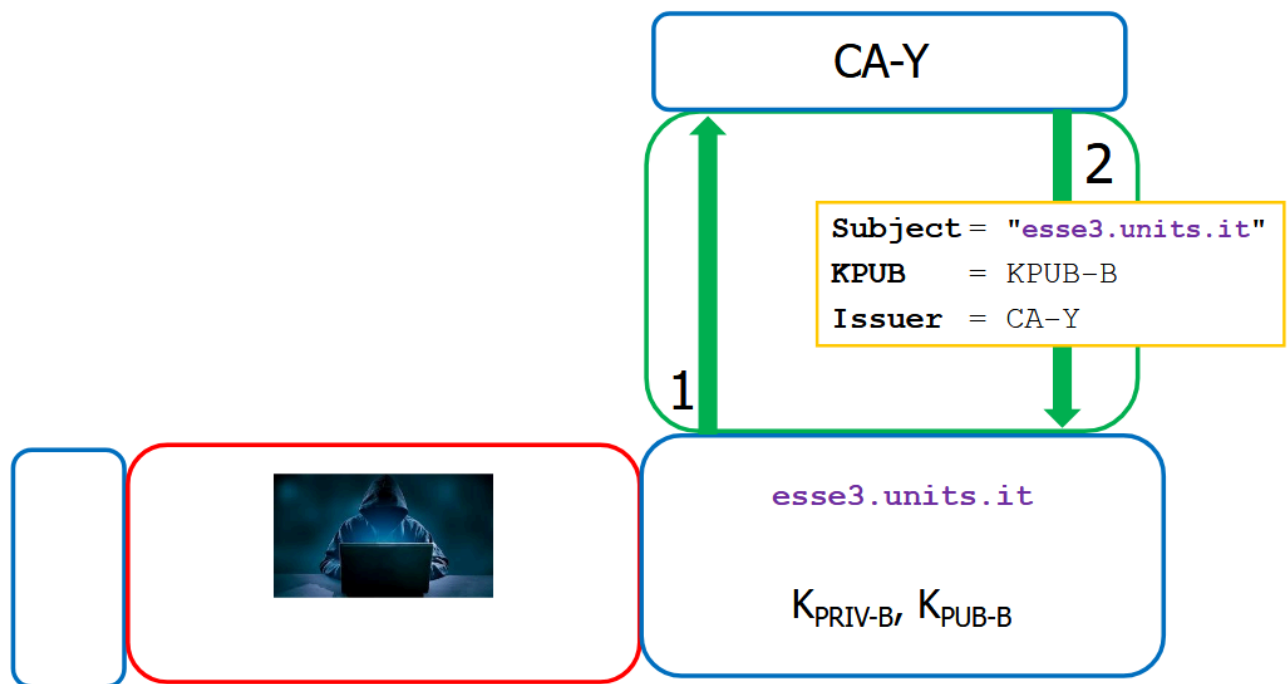 CA-Y
2
Subject = "esse3.units.it"
KPUB = KPUB-B
Issuer = CA-Y
1
esse3.units.it
KPRIV-B, KPUB-B